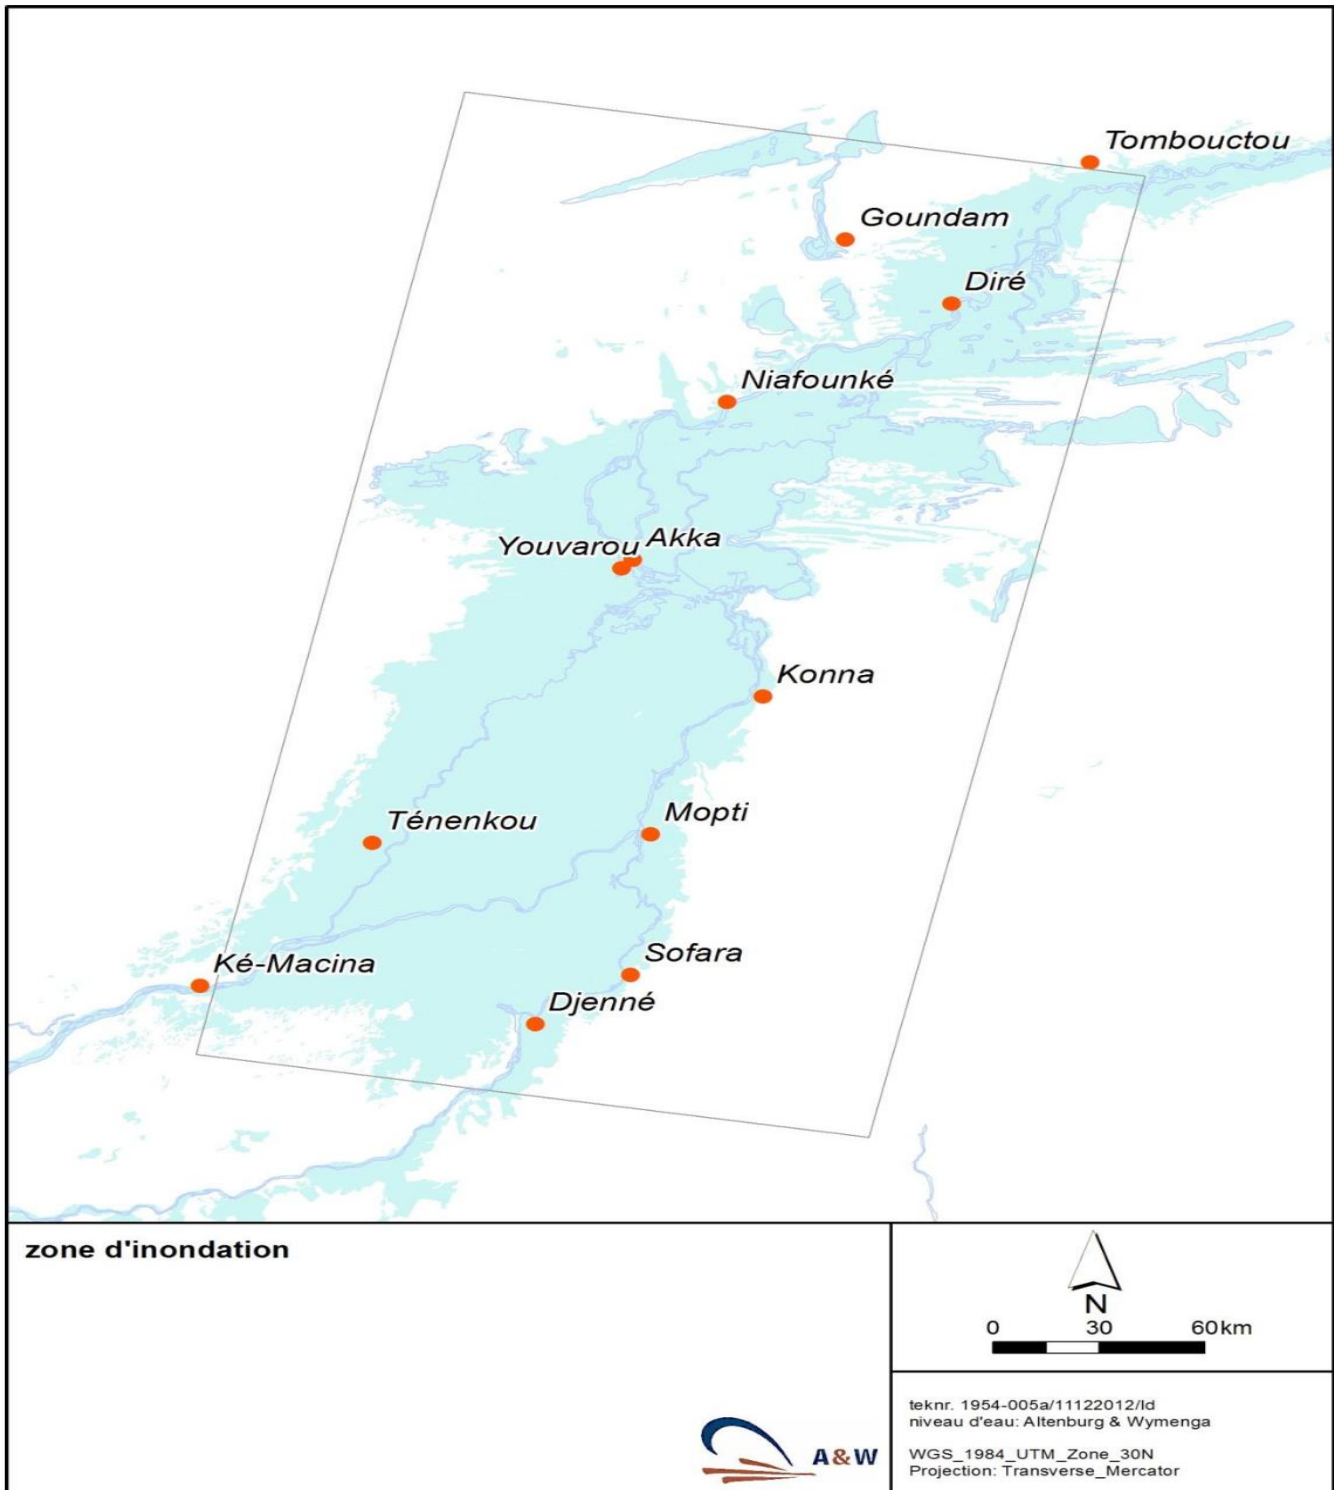 Tombouctou
Goundam
Diré
Niafounké
Youvarou
Akka
Konna
Ténenkou
Mopti
Ké-Macina
Sofara
Djenné
zone d'inondation
N
0 30 60km
A&W
teknr. 1954-005a/11122012/ld
niveau d'eau: Altenburg & Wymenga
WGS_1984_UTM_Zone_30N
Projection: Transverse_Mercator